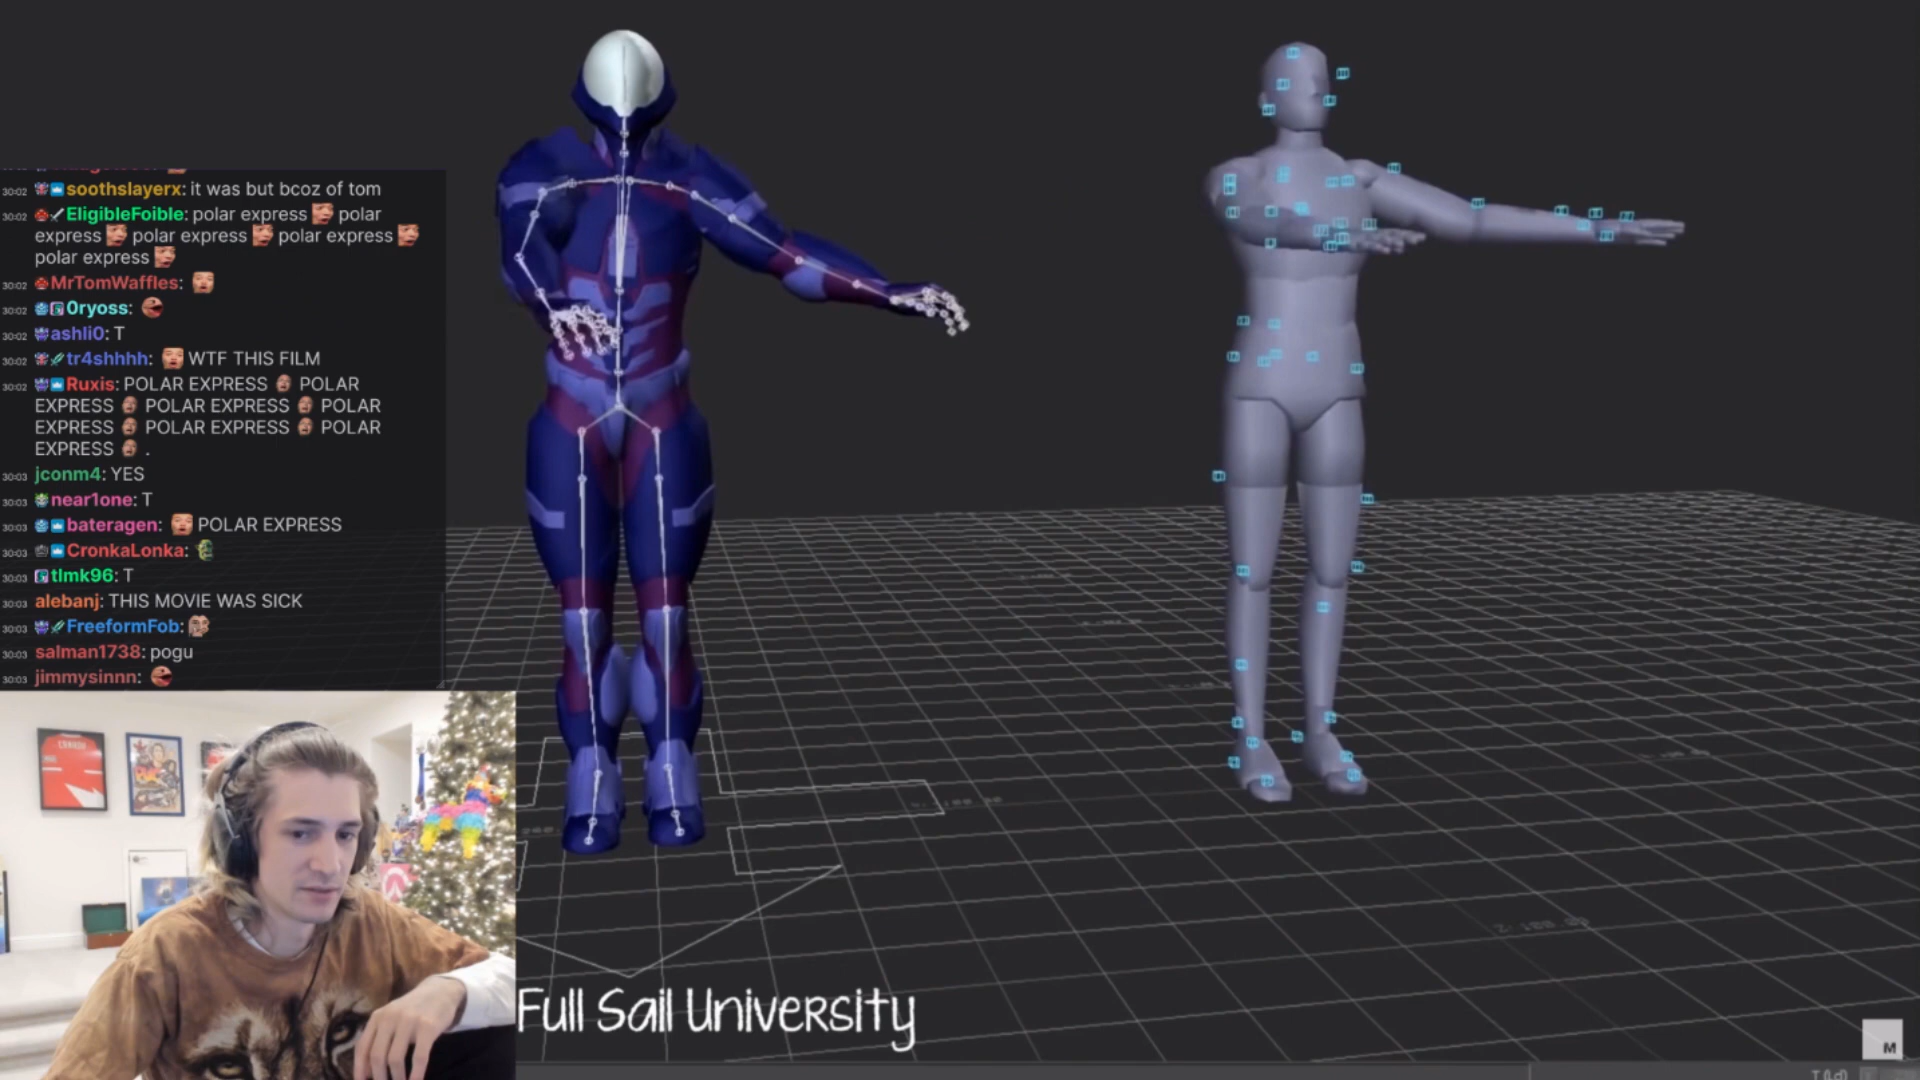 30:02 soothslayerx: it was but bcoz of tom
30:02 EligibleFoible: polar express polar
express polar express polar express
polar express
30:02 MrTomWaffles:
30:02 0ryoss:
30:02 ashli0: T
30:02 tr4shhhh: WTF THIS FILM
30:02 Ruxis: POLAR EXPRESS POLAR
EXPRESS POLAR EXPRESS POLAR
EXPRESS POLAR EXPRESS POLAR
EXPRESS .
30:03 jconm4: YES
30:03 near1one: T
30:03 bateragen: POLAR EXPRESS
30:03 CronkaLonka:
30:03 tlmk96: T
30:03 alebanj: THIS MOVIE WAS SICK
30:03 FreeformFob:
30:03 salman1738: pogu
30:03 jimmysinnn:
Full Sail University
M